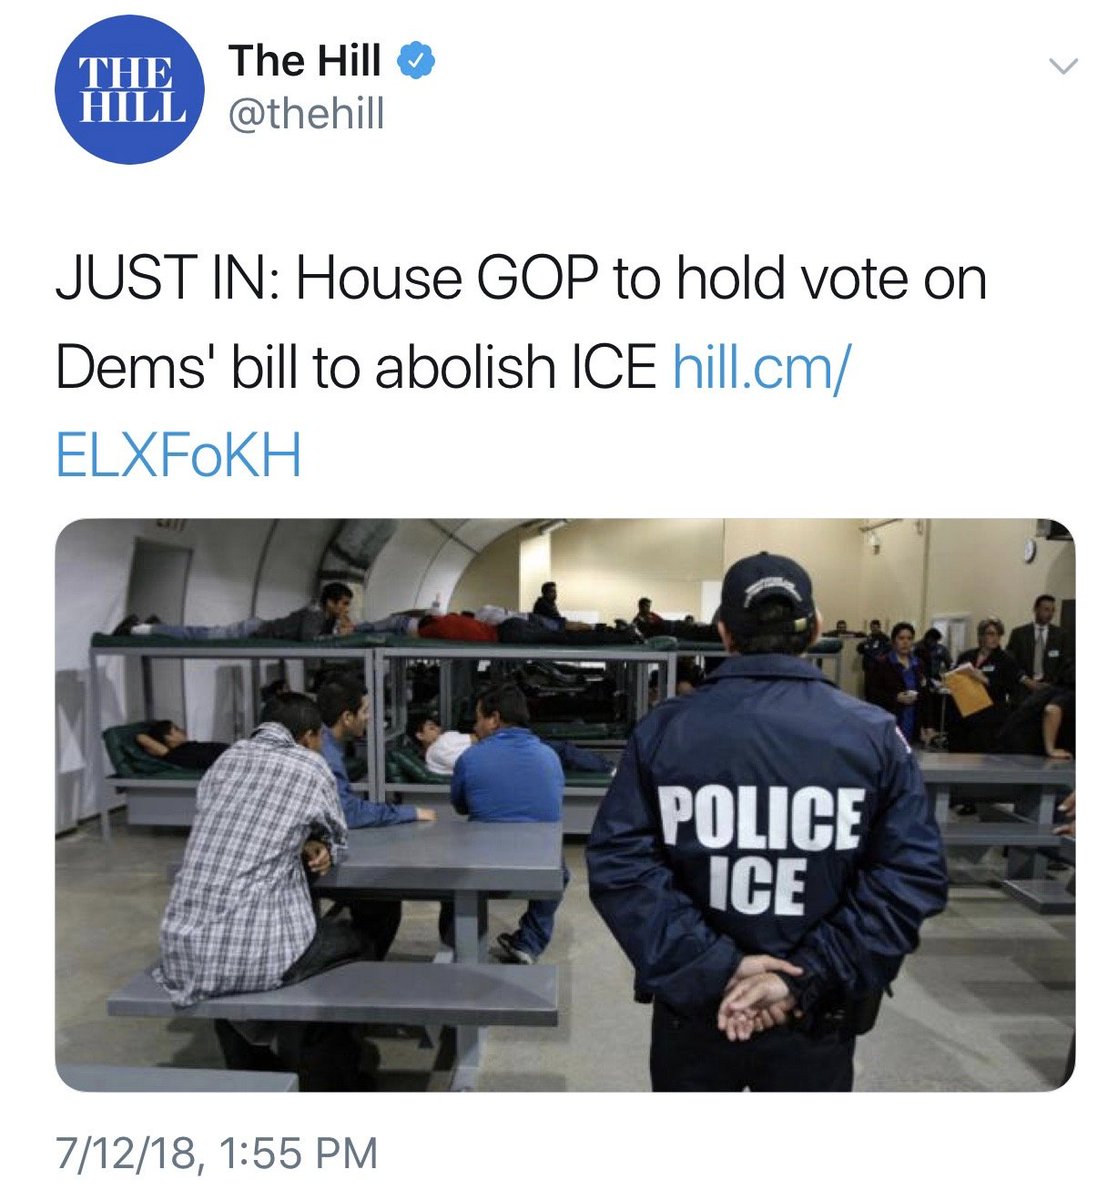 THE
HILL
The Hill
@thehill
JUST IN: House GOP to hold vote on
Dems' bill to abolish ICE hill.cm/
ELXFoKH
POLICE
ICE
7/12/18, 1:55 PM